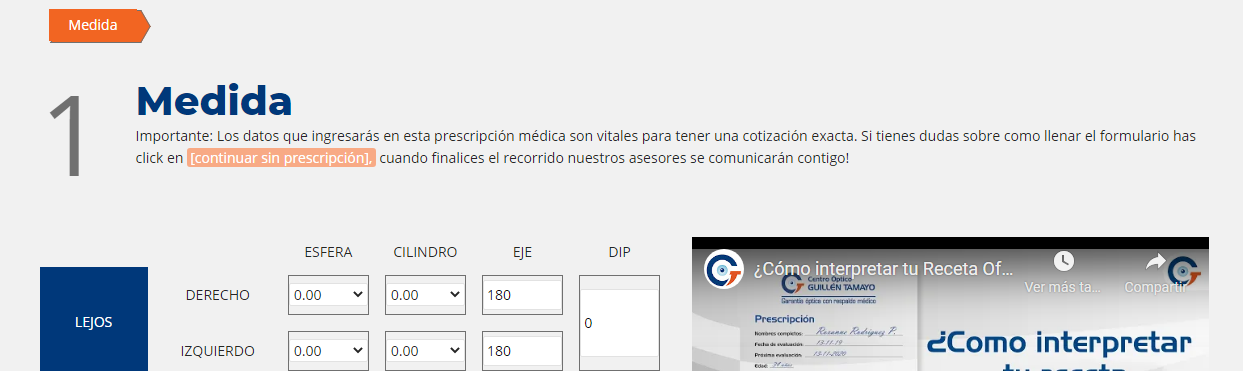 Medida
1
Medida
Importante: Los datos que ingresarás en esta prescripción médica son vitales para tener una cotización exacta. Si tienes dudas sobre como llenar el formulario has
click en [continuar sin prescripción], cuando finalices el recorrido nuestros asesores se comunicarán contigo!
ESFERA CILINDRO EJE DIP
LEJOS
DERECHO 0.00 0.00 180
0
IZQUIERDO 0.00 0.00 180
¿Cómo interpretar tu Receta Of...
Ver más ta...
Compartir
Centro Optico
GUILLÉN TAMAYO
Garantía óptica con respaldo médico
Prescripción
Nombres completos: Rosanne Rodriguez P.
Fecha de evaluación: 13-11-19
Próxima evaluación: 13-11-2020
Edad: 34 años
¿Como interpretar
tu receta